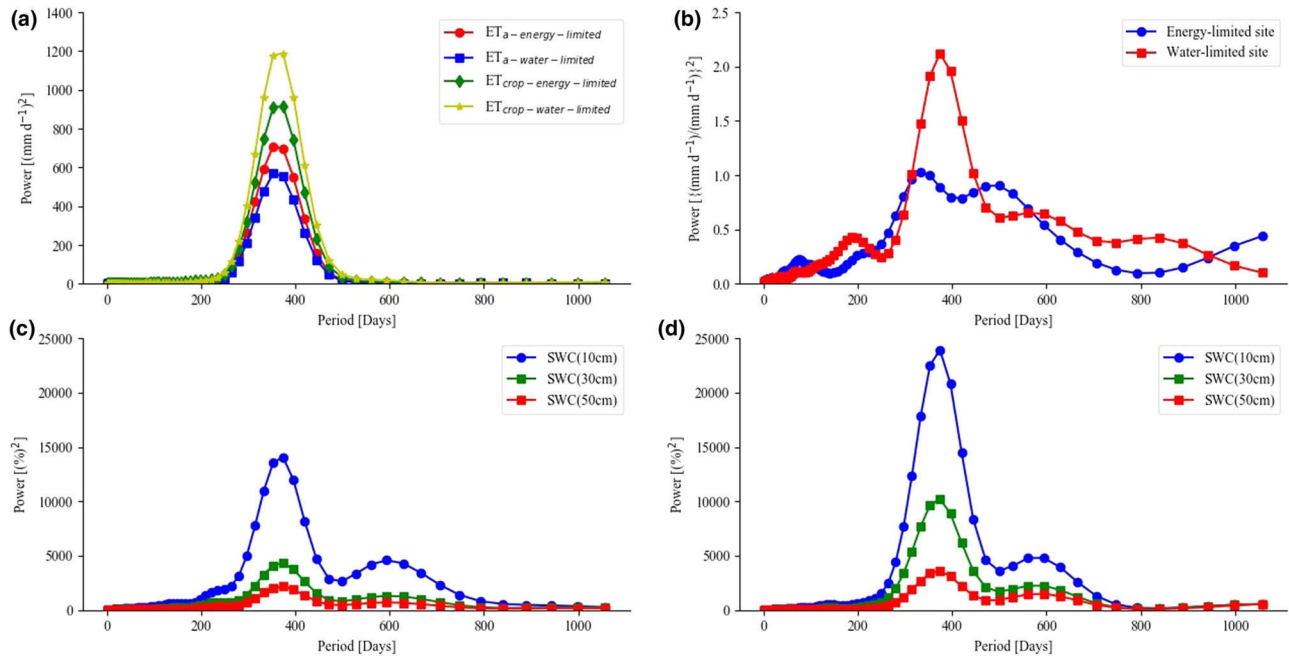 (a)
1400
1200
1000
800
600
400
200
0
Power [(mm d⁻¹)²]
0 200 400 600 800 1000
Period [Days]
ETa−energy−limited
ETa−water−limited
ETcrop−energy−limited
ETcrop−water−limited
(b)
2.5
2.0
1.5
1.0
0.5
0.0
Power [{(mm d⁻¹)/(mm d⁻¹)}²]
0 200 400 600 800 1000
Period [Days]
Energy-limited site
Water-limited site
(c)
25000
20000
15000
10000
5000
0
Power [(%)²]
0 200 400 600 800 1000
Period [Days]
SWC(10cm)
SWC(30cm)
SWC(50cm)
(d)
25000
20000
15000
10000
5000
0
Power [(%)²]
0 200 400 600 800 1000
Period [Days]
SWC(10cm)
SWC(30cm)
SWC(50cm)